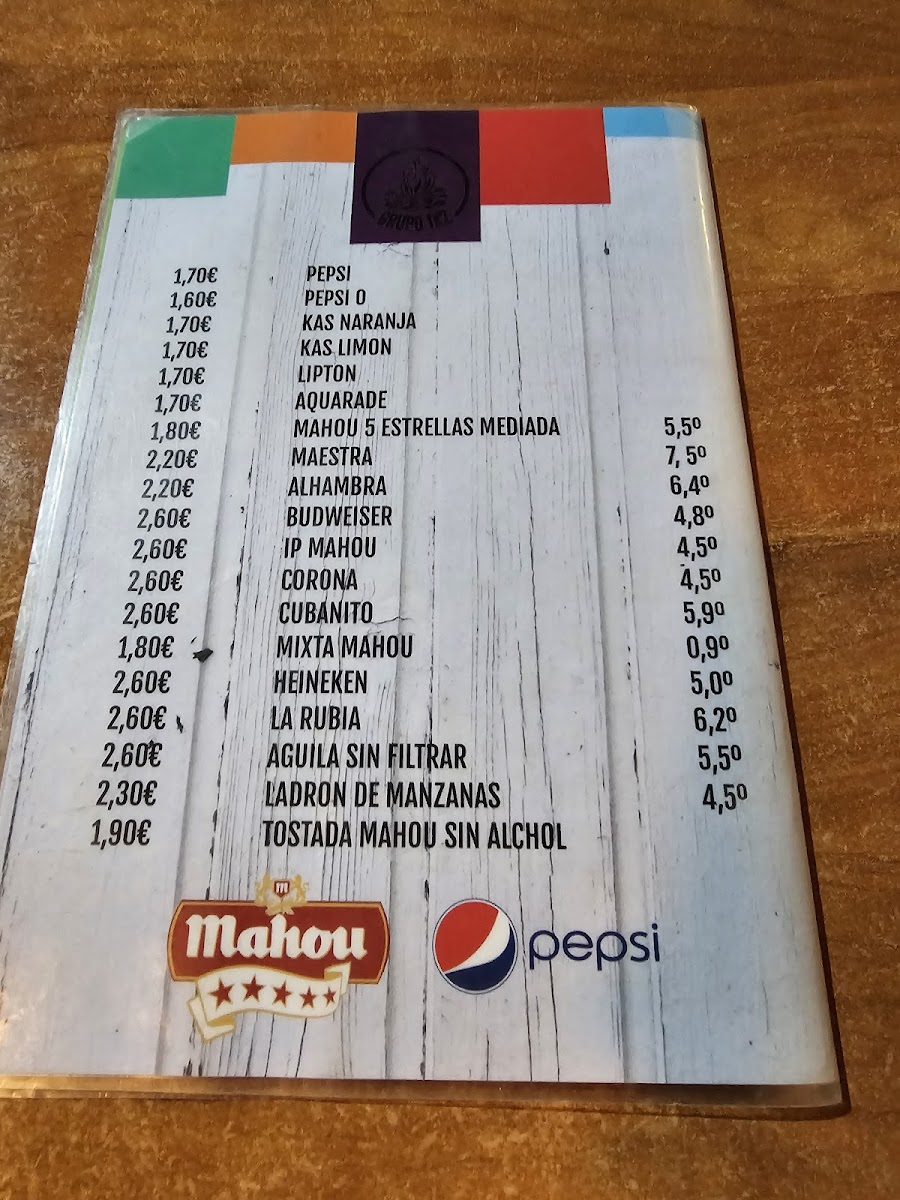 GRUPO TKL
1,70€ PEPSI
1,60€ PEPSI 0
1,70€ KAS NARANJA
1,70€ KAS LIMON
1,70€ LIPTON
1,70€ AQUARADE
1,80€ MAHOU 5 ESTRELLAS MEDIADA 5,5º
2,20€ MAESTRA 7, 5º
2,20€ ALHAMBRA 6,4º
2,60€ BUDWEISER 4,8º
2,60€ IP MAHOU 4,5º
2,60€ CORONA 4,5º
2,60€ CUBANITO 5,9º
1,80€ MIXTA MAHOU 0,9º
2,60€ HEINEKEN 5,0º
2,60€ LA RUBIA 6,2º
2,60€ AGUILA SIN FILTRAR 5,5º
2,30€ LADRON DE MANZANAS 4,5º
1,90€ TOSTADA MAHOU SIN ALCHOL
M
Mahou
pepsi